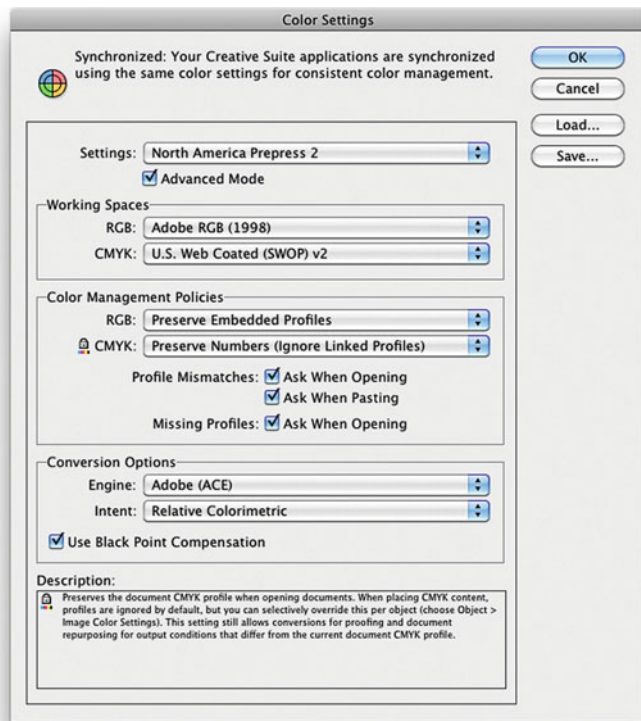 Color Settings
Synchronized: Your Creative Suite applications are synchronized
using the same color settings for consistent color management.
OK
Cancel
Load...
Save...
Settings: North America Prepress 2
Advanced Mode
Working Spaces
RGB: Adobe RGB (1998)
CMYK: U.S. Web Coated (SWOP) v2
Color Management Policies
RGB: Preserve Embedded Profiles
CMYK: Preserve Numbers (Ignore Linked Profiles)
Profile Mismatches: Ask When Opening
Ask When Pasting
Missing Profiles: Ask When Opening
Conversion Options
Engine: Adobe (ACE)
Intent: Relative Colorimetric
Use Black Point Compensation
Description:
Preserves the document CMYK profile when opening documents. When placing CMYK content,
profiles are ignored by default, but you can selectively override this per object (choose Object >
Image Color Settings). This setting still allows conversions for proofing and document
repurposing for output conditions that differ from the current document CMYK profile.